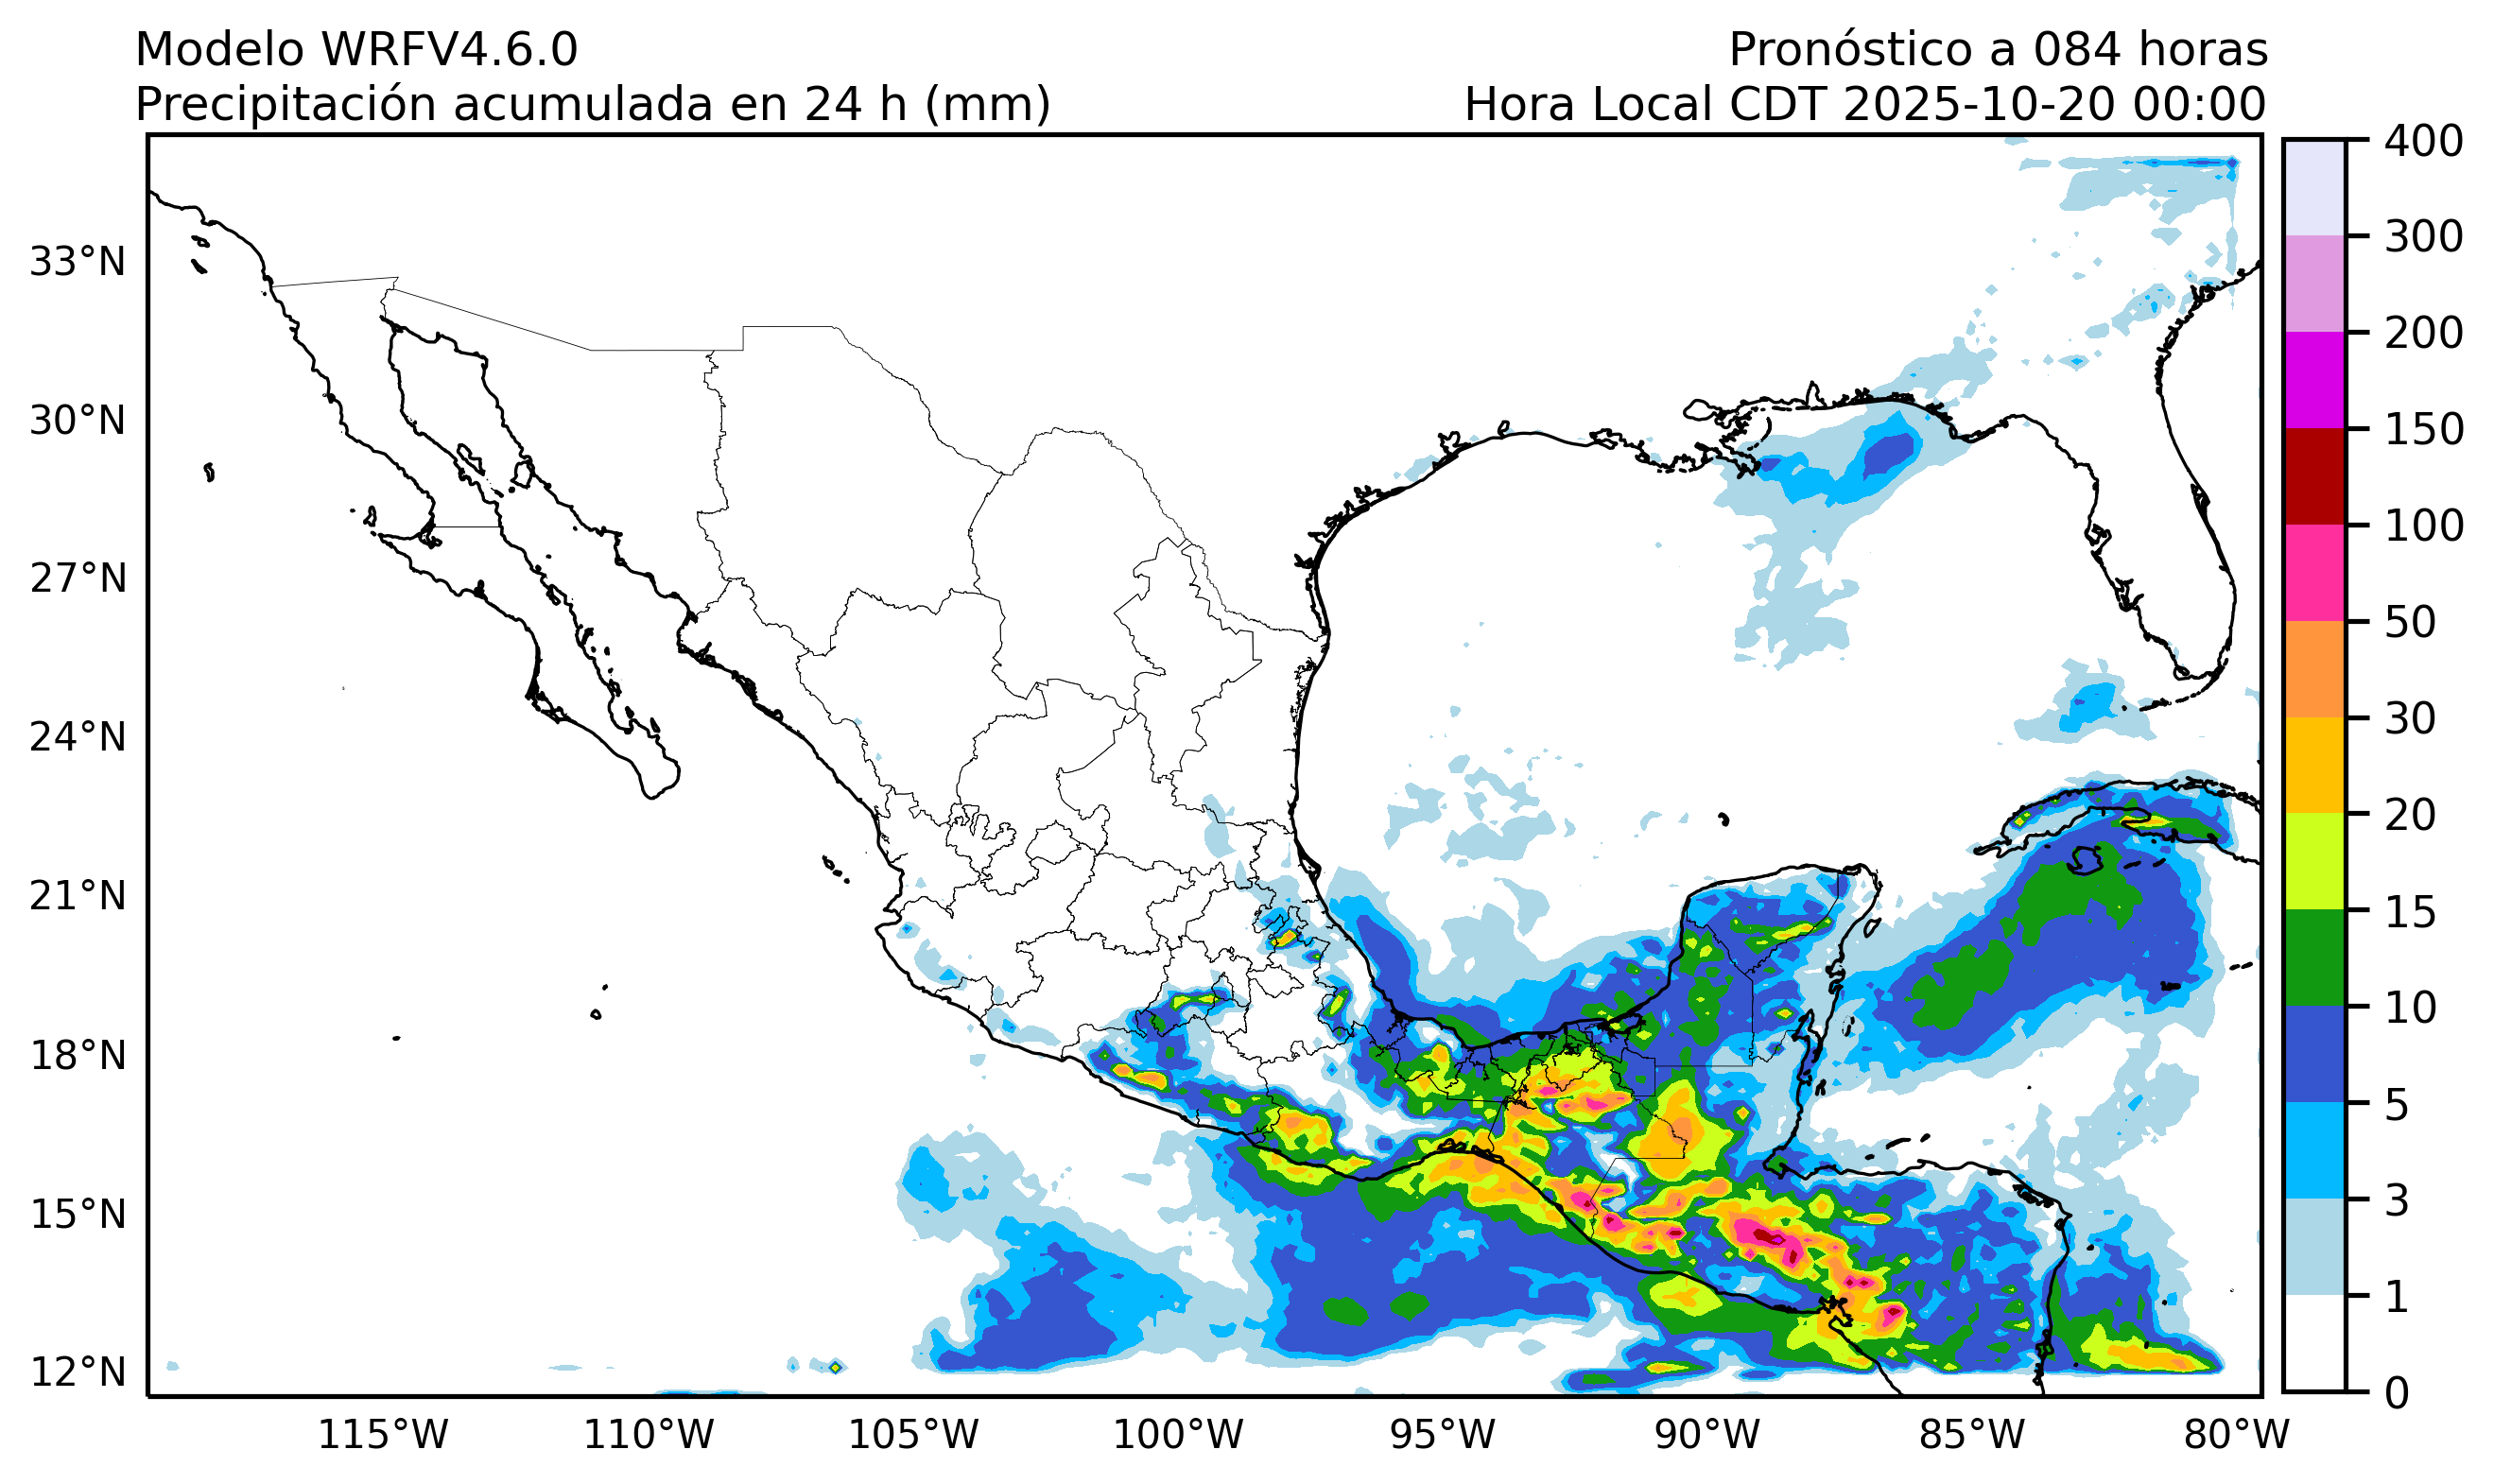 Modelo WRFV4.6.0
Pronóstico a 084 horas
Precipitación acumulada en 24 h (mm)
Hora Local CDT 2025-10-20 00:00
400
300
200
150
100
50
30
20
15
10
5
3
1
0
33°N
30°N
27°N
24°N
21°N
18°N
15°N
12°N
115°W
110°W
105°W
100°W
95°W
90°W
85°W
80°W